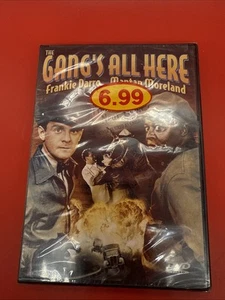 THE
GANG'S ALL HERE
Frankie Darro Mantan Moreland
6.99